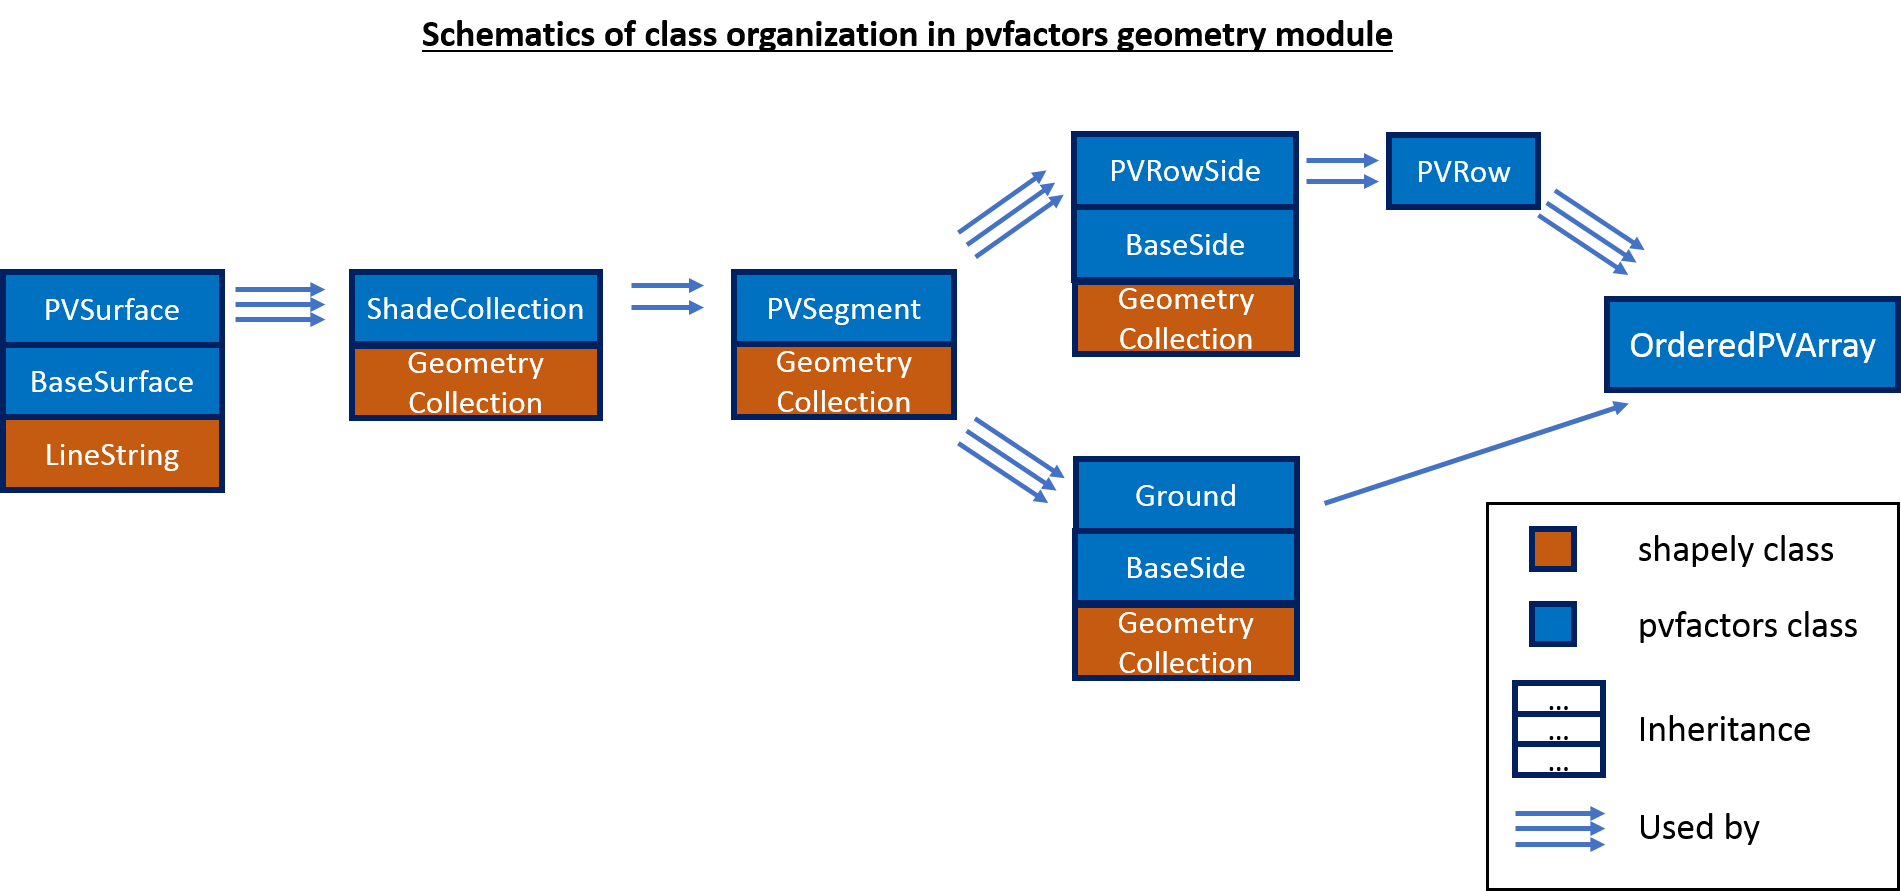 Schematics of class organization in pvfactors geometry module
PVSurface
BaseSurface
LineString
ShadeCollection
Geometry
Collection
PVSegment
Geometry
Collection
PVRowSide
BaseSide
Geometry
Collection
PVRow
Ground
BaseSide
Geometry
Collection
OrderedPVArray
shapely class
pvfactors class
...
...
...
Inheritance
Used by